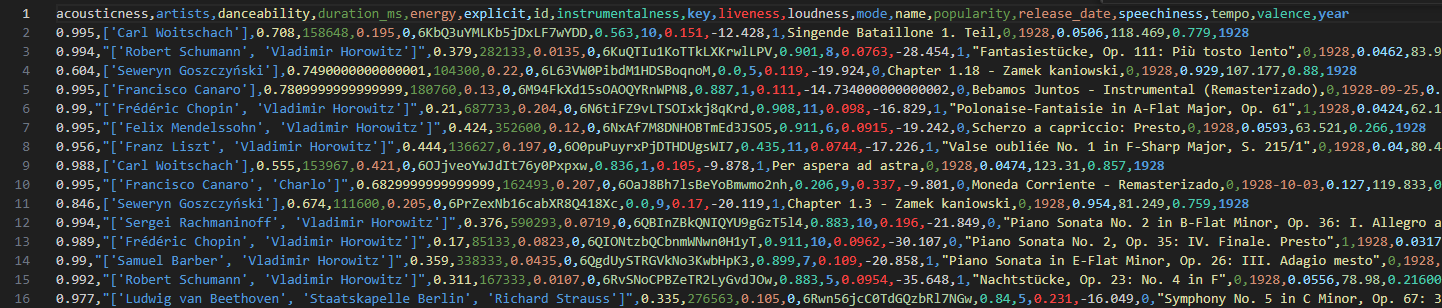 1 acousticness,artists,danceability,duration_ms,energy,explicit,id,instrumentalness,key,liveness,loudness,mode,name,popularity,release_date,speechiness,tempo,valence,year
2 0.995,['Carl Woitschach'],0.708,158648,0.195,0,6KbQ3uYMLKb5jDxLF7wYDD,0.563,10,0.151,-12.428,1,Singende Bataillone 1. Teil,0,1928,0.0506,118.469,0.779,1928
3 0.994,"['Robert Schumann', 'Vladimir Horowitz']",0.379,282133,0.0135,0,6KuQTIu1KoTTkLXKrwlLPV,0.901,8,0.0763,-28.454,1,"Fantasiestücke, Op. 111: Più tosto lento",0,1928,0.0462,83.9
4 0.604,['Seweryn Goszczyński'],0.7490000000000001,104300,0.22,0,6L63VW0PibdM1HDSBoqnoM,0.0,5,0.119,-19.924,0,Chapter 1.18 - Zamek kaniowski,0,1928,0.929,107.177,0.88,1928
5 0.995,['Francisco Canaro'],0.7809999999999999,180760,0.13,0,6M94FkXd15sOAOQYRnWPN8,0.887,1,0.111,-14.734000000000002,0,Bebamos Juntos - Instrumental (Remasterizado),0,1928-09-25,0.
6 0.99,"['Frédéric Chopin', 'Vladimir Horowitz']",0.21,687733,0.204,0,6N6tiFZ9vLTSOIxkj8qKrd,0.908,11,0.098,-16.829,1,"Polonaise-Fantaisie in A-Flat Major, Op. 61",1,1928,0.0424,62.1
7 0.995,"['Felix Mendelssohn', 'Vladimir Horowitz']",0.424,352600,0.12,0,6NxAf7M8DNHOBTmEd3JSO5,0.911,6,0.0915,-19.242,0,Scherzo a capriccio: Presto,0,1928,0.0593,63.521,0.266,1928
8 0.956,"['Franz Liszt', 'Vladimir Horowitz']",0.444,136627,0.197,0,6O0puPuyrxPjDTHDUgsWI7,0.435,11,0.0744,-17.226,1,"Valse oubliée No. 1 in F-Sharp Major, S. 215/1",0,1928,0.04,80.4
9 0.988,['Carl Woitschach'],0.555,153967,0.421,0,6OJjveoYwJdIt76y0Pxpxw,0.836,1,0.105,-9.878,1,Per aspera ad astra,0,1928,0.0474,123.31,0.857,1928
10 0.995,"['Francisco Canaro', 'Charlo']",0.6829999999999999,162493,0.207,0,6OaJ8Bh7lsBeYoBmwmo2nh,0.206,9,0.337,-9.801,0,Moneda Corriente - Remasterizado,0,1928-10-03,0.127,119.833,0
11 0.846,['Seweryn Goszczyński'],0.674,111600,0.205,0,6PrZexNb16cabXR8Q418Xc,0.0,9,0.17,-20.119,1,Chapter 1.3 - Zamek kaniowski,0,1928,0.954,81.249,0.759,1928
12 0.994,"['Sergei Rachmaninoff', 'Vladimir Horowitz']",0.376,590293,0.0719,0,6QBInZBkQNIQYU9gGzT5l4,0.883,10,0.196,-21.849,0,"Piano Sonata No. 2 in B-Flat Minor, Op. 36: I. Allegro a
13 0.989,"['Frédéric Chopin', 'Vladimir Horowitz']",0.17,85133,0.0823,0,6QIONtzbQCbnmWNwn0H1yT,0.911,10,0.0962,-30.107,0,"Piano Sonata No. 2, Op. 35: IV. Finale. Presto",1,1928,0.0317
14 0.99,"['Samuel Barber', 'Vladimir Horowitz']",0.359,338333,0.0435,0,6QgdUySTRGVkNo3KwbHpK3,0.899,7,0.109,-20.858,1,"Piano Sonata in E-Flat Minor, Op. 26: III. Adagio mesto",0,1928,
15 0.992,"['Robert Schumann', 'Vladimir Horowitz']",0.311,167333,0.0107,0,6RvSNoCPBZeTR2LyGvdJOw,0.883,5,0.0954,-35.648,1,"Nachtstücke, Op. 23: No. 4 in F",0,1928,0.0556,78.98,0.21600
16 0.977,"['Ludwig van Beethoven', 'Staatskapelle Berlin', 'Richard Strauss']",0.335,276563,0.105,0,6Rwn56jcC0TdGQzbRl7NGw,0.84,5,0.231,-16.049,0,"Symphony No. 5 in C Minor, Op. 67: 3